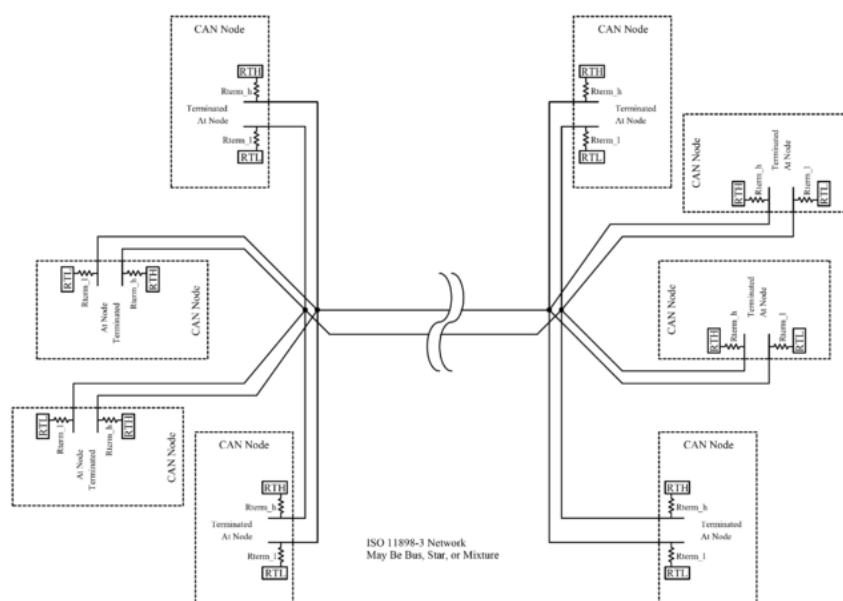 CAN Node
RTH
Rterm_h
Terminated
At Node
Rterm_l
RTL
CAN Node
RTH
Rterm_h
Terminated
At Node
Rterm_l
RTL
CAN Node
RTH
Rterm_h
Terminated
At Node
Rterm_l
RTL
RTL
Rterm_l
At Node
Terminated
Rterm_h
RTH
CAN Node
CAN Node
RTH
Rterm_h
Terminated
At Node
Rterm_l
RTL
RTL
Rterm_l
At Node
Terminated
Rterm_h
RTH
CAN Node
CAN Node
RTH
Rterm_h
Terminated
At Node
Rterm_l
RTL
CAN Node
RTH
Rterm_h
Terminated
At Node
Rterm_l
RTL
ISO 11898-3 Network
May Be Bus, Star, or Mixture